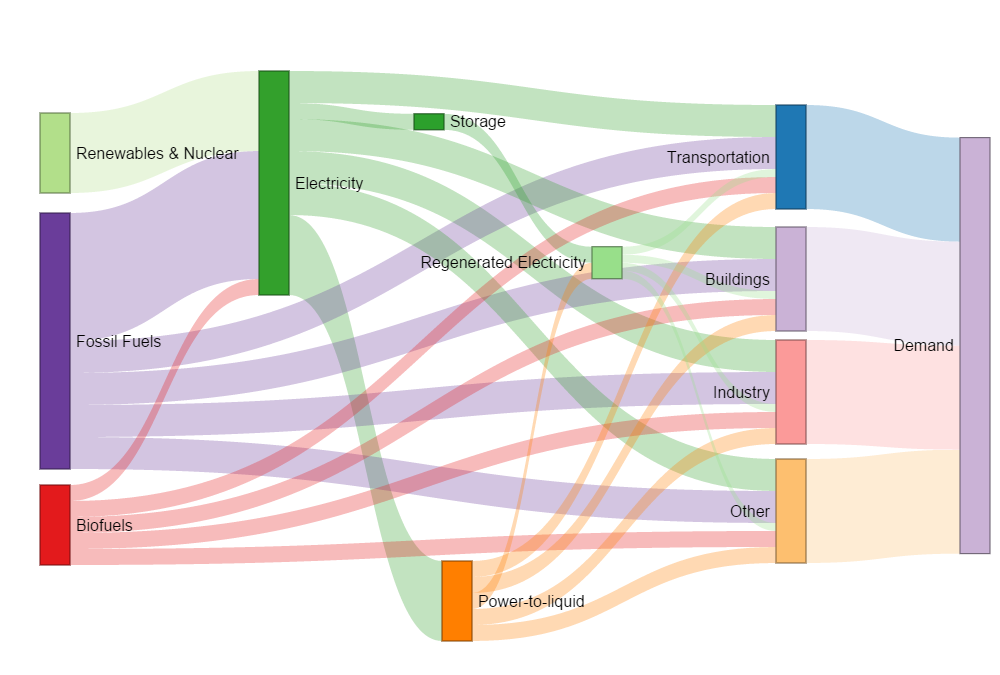 Storage
Renewables & Nuclear
Transportation
Electricity
Regenerated Electricity
Buildings
Fossil Fuels
Demand
Industry
Other
Biofuels
Power-to-liquid